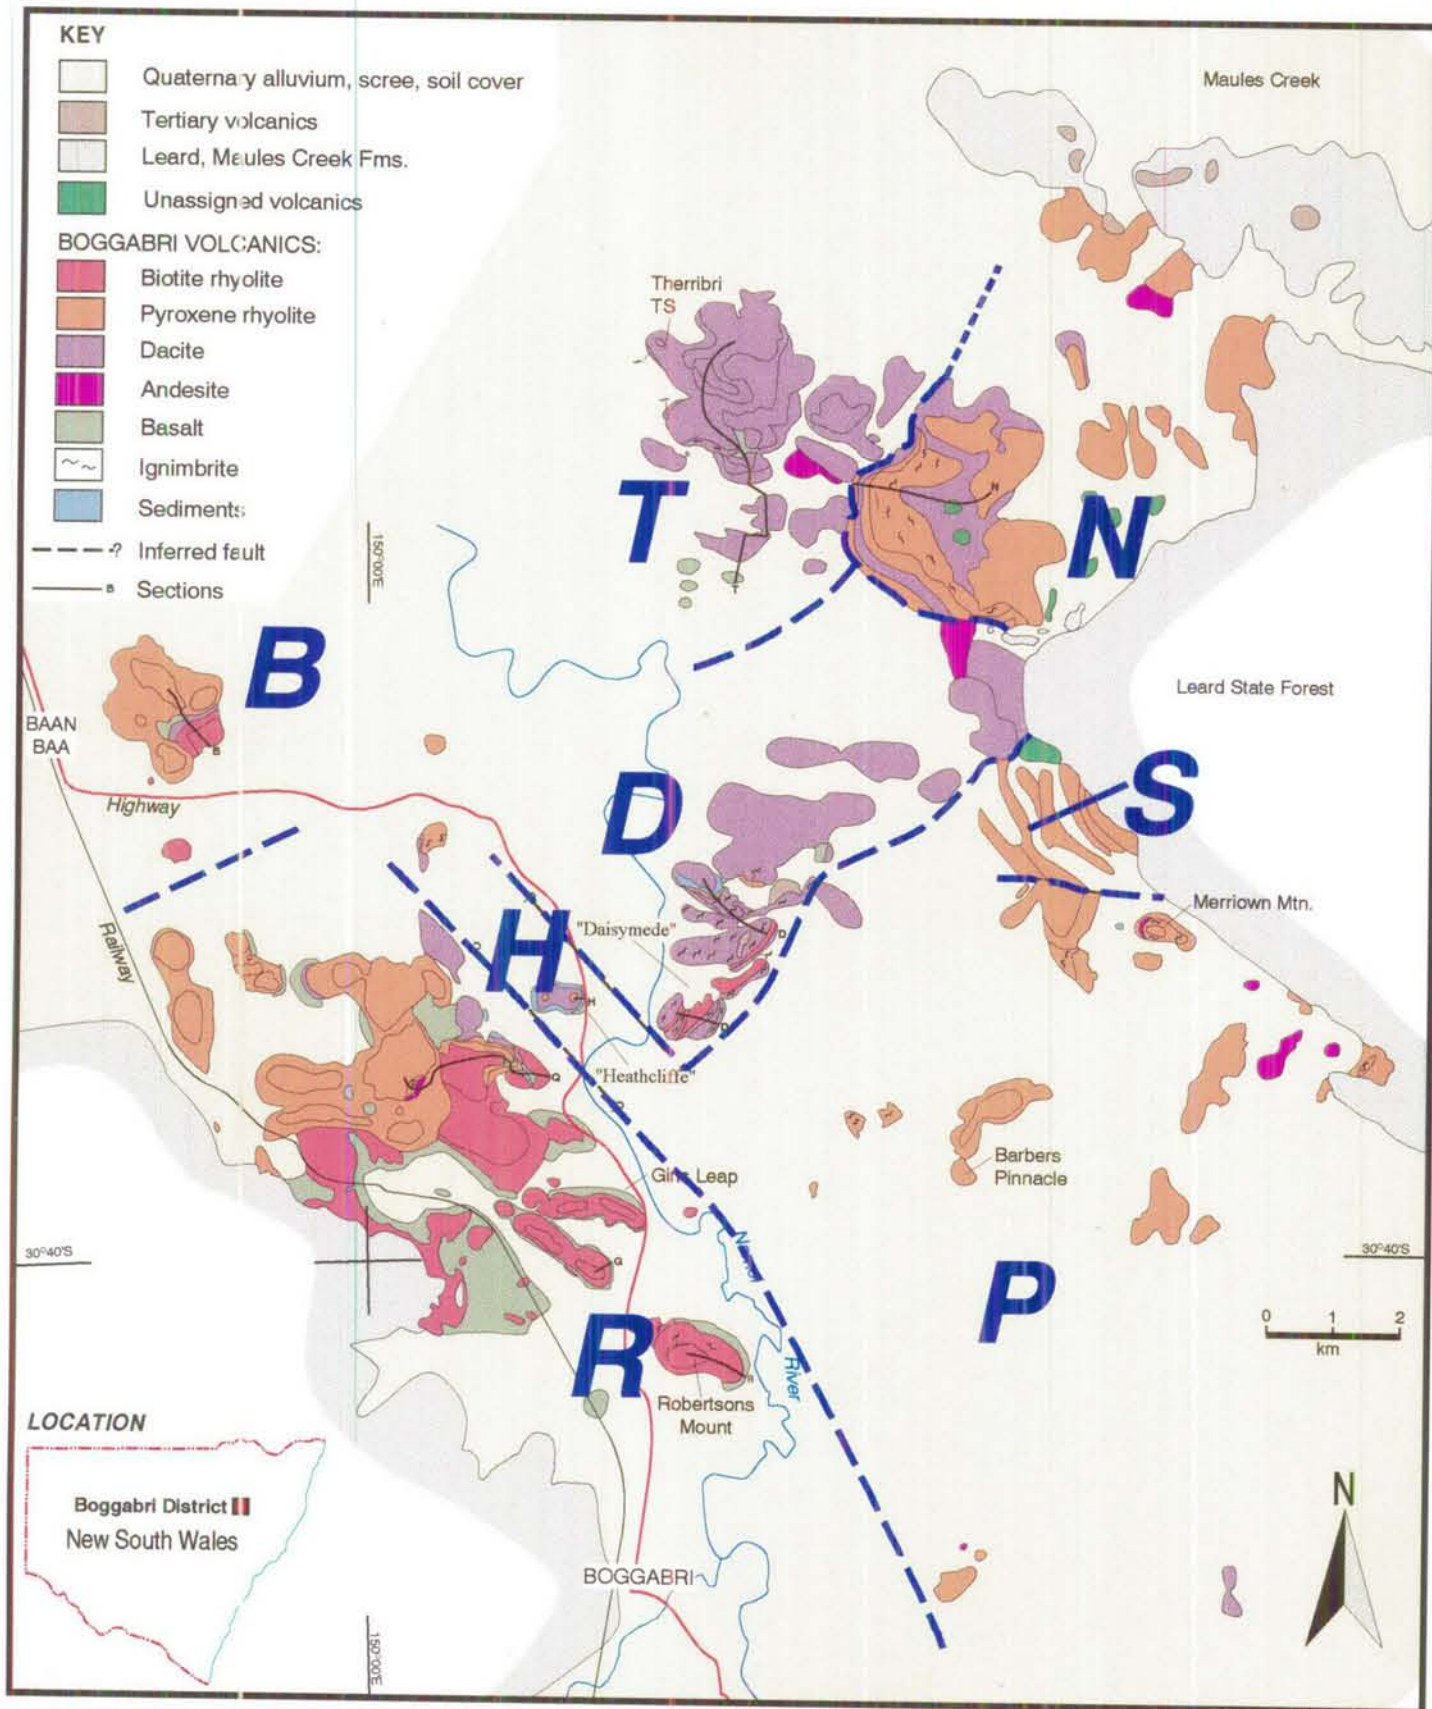 KEY
Quaternary alluvium, scree, soil cover
Tertiary volcanics
Leard, Maules Creek Fms.
Unassigned volcanics
BOGGABRI VOLCANICS:
Biotite rhyolite
Pyroxene rhyolite
Dacite
Andesite
Basalt
Ignimbrite
Sediments
? Inferred fault
B Sections
Maules Creek
Therribri
TS
T
N
N
T
150°00'E
B
B
BAAN
BAA
Highway
Railway
Leard State Forest
D
S
Merriown Mtn.
H
"Daisymede"
D
H
D
"Heathcliffe"
Q
Gins Leap
Q
Barbers
Pinnacle
30°40'S
30°40'S
Namoi
River
P
R
R
Robertsons
Mount
0 1 2
km
LOCATION
Boggabri District
New South Wales
BOGGABRI
150°00'E
N